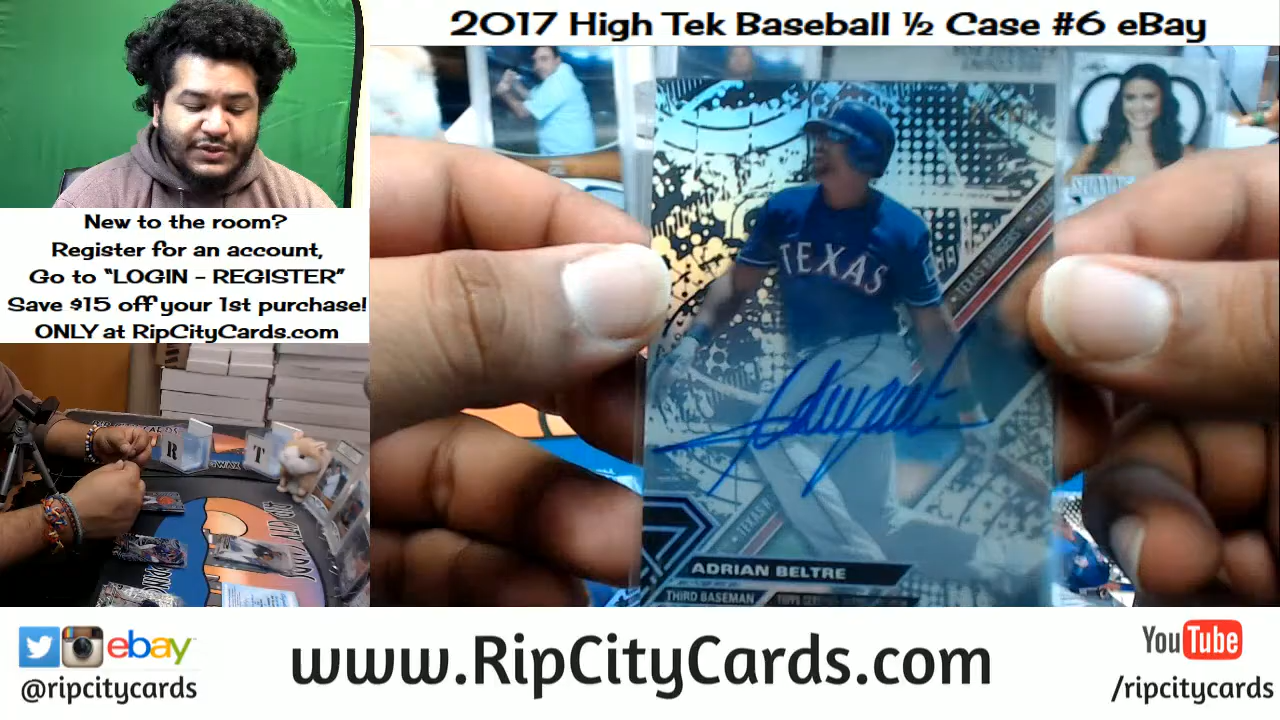 2017 High Tek Baseball ½ Case #6 eBay
New to the room?
Register for an account,
Go to "LOGIN - REGISTER"
Save $15 off your 1st purchase!
ONLY at RipCityCards.com
TEXAS
TEXAS RANGERS
ADRIAN BELTRE
THIRD BASEMAN
R
T
ebay
@ripcitycards
www.RipCityCards.com
YouTube
/ripcitycards